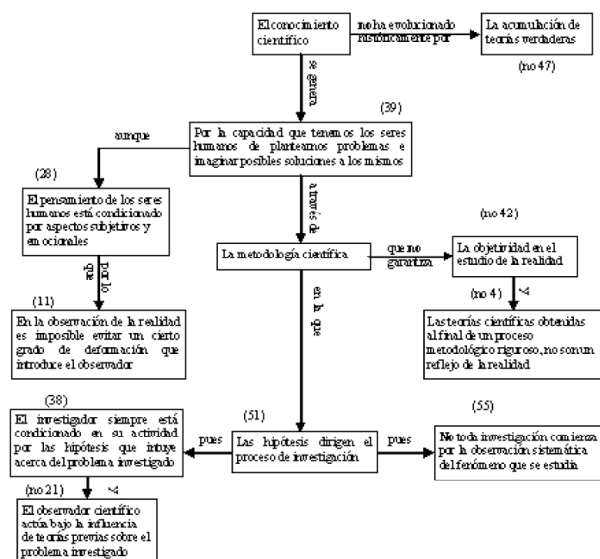 El conocimiento
científico
no ha evolucionado
históricamente por
La acumulación de
teorías verdaderas
(no 47)
se genera
(39)
Por la capacidad que tenemos los seres
humanos de plantearnos problemas e
imaginar posibles soluciones a los mismos
aunque
(28)
El pensamiento de los seres
humanos está condicionado
por aspectos subjetivos y
emocionales
a través de
(no 42)
La metodología científica
que no
garantiza
La objetividad en el
estudio de la realidad
por lo
que
(11)
En la observación de la realidad
es imposible evitar un cierto
grado de deformación que
introduce el observador
en la que
(no 4)
y
Las teorías científicas obtenidas
al final de un proceso
metodológico riguroso, no son un
reflejo de la realidad
(38)
El investigador siempre está
condicionado en su actividad
por las hipótesis que intuye
acerca del problema investigado
pues
(51)
Las hipótesis dirigen el
proceso de investigación
pues
(55)
No toda investigación comienza
por la observación sistemática
del fenómeno que se estudia
(no 21)
y
El observador científico
actúa bajo la influencia
de teorías previas sobre el
problema investigado